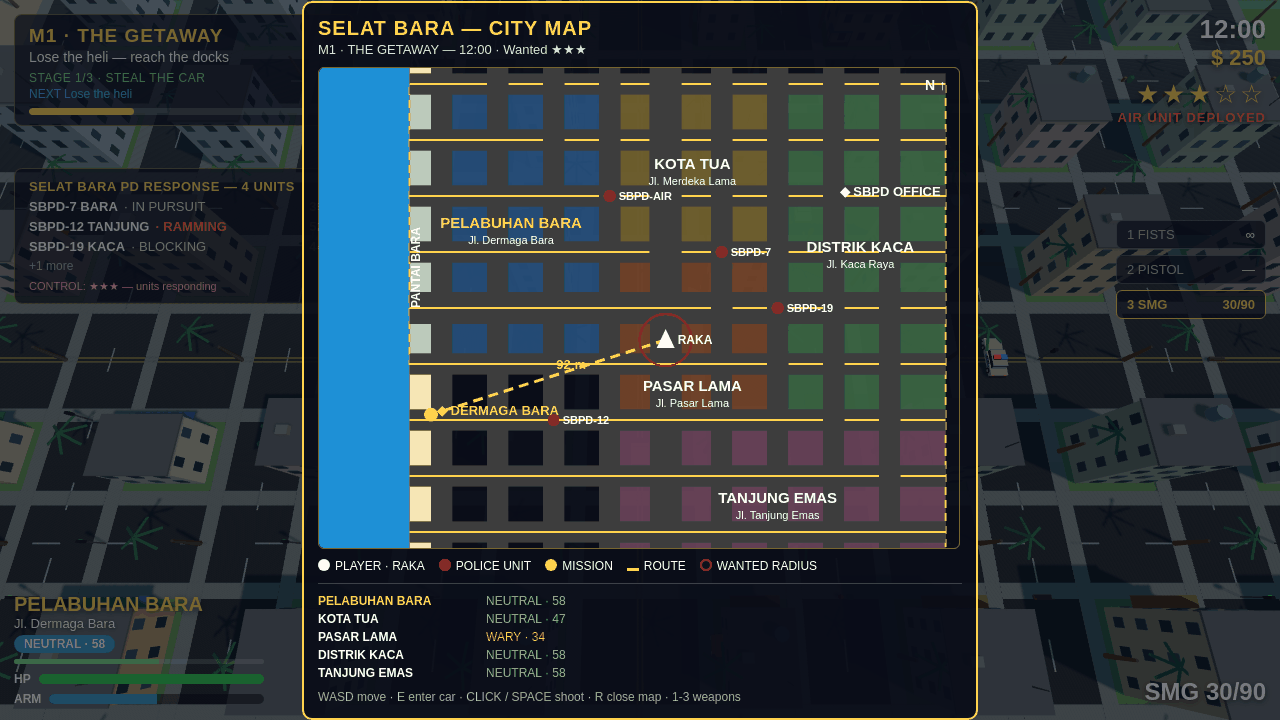 M1 · THE GETAWAY
Lose the heli — reach the docks
STAGE 1/3 · STEAL THE CAR
NEXT Lose the heli
SELAT BARA PD RESPONSE — 4 UNITS
SBPD-7 BARA · IN PURSUIT
SBPD-12 TANJUNG · RAMMING
SBPD-19 KACA · BLOCKING
+1 more
CONTROL: ★★★ — units responding
SELAT BARA — CITY MAP
M1 · THE GETAWAY — 12:00 · Wanted ★★★
N ↑
KOTA TUA
Jl. Merdeka Lama
SBPD-AIR
◆ SBPD OFFICE
PELABUHAN BARA
Jl. Dermaga Bara
PANTAI BARA
SBPD-7
DISTRIK KACA
Jl. Kaca Raya
SBPD-19
RAKA
92 m
PASAR LAMA
Jl. Pasar Lama
◆ DERMAGA BARA
SBPD-12
TANJUNG EMAS
Jl. Tanjung Emas
PLAYER · RAKA
POLICE UNIT
MISSION
ROUTE
WANTED RADIUS
PELABUHAN BARA NEUTRAL · 58
KOTA TUA NEUTRAL · 47
PASAR LAMA WARY · 34
DISTRIK KACA NEUTRAL · 58
TANJUNG EMAS NEUTRAL · 58
WASD move · E enter car · CLICK / SPACE shoot · R close map · 1-3 weapons
12:00
$ 250
★★★☆☆
AIR UNIT DEPLOYED
1 FISTS ∞
2 PISTOL —
3 SMG 30/90
PELABUHAN BARA
Jl. Dermaga Bara
NEUTRAL · 58
HP
ARM
SMG 30/90